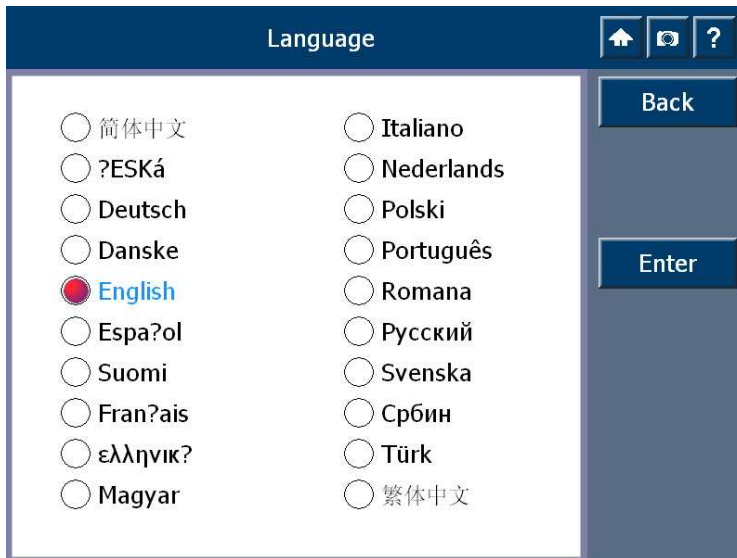 Language
?
简体中文
?ESKá
Deutsch
Danske
English
Espa?ol
Suomi
Fran?ais
ελληνικ?
Magyar
Italiano
Nederlands
Polski
Português
Romana
Русский
Svenska
Србин
Türk
繁体中文
Back
Enter